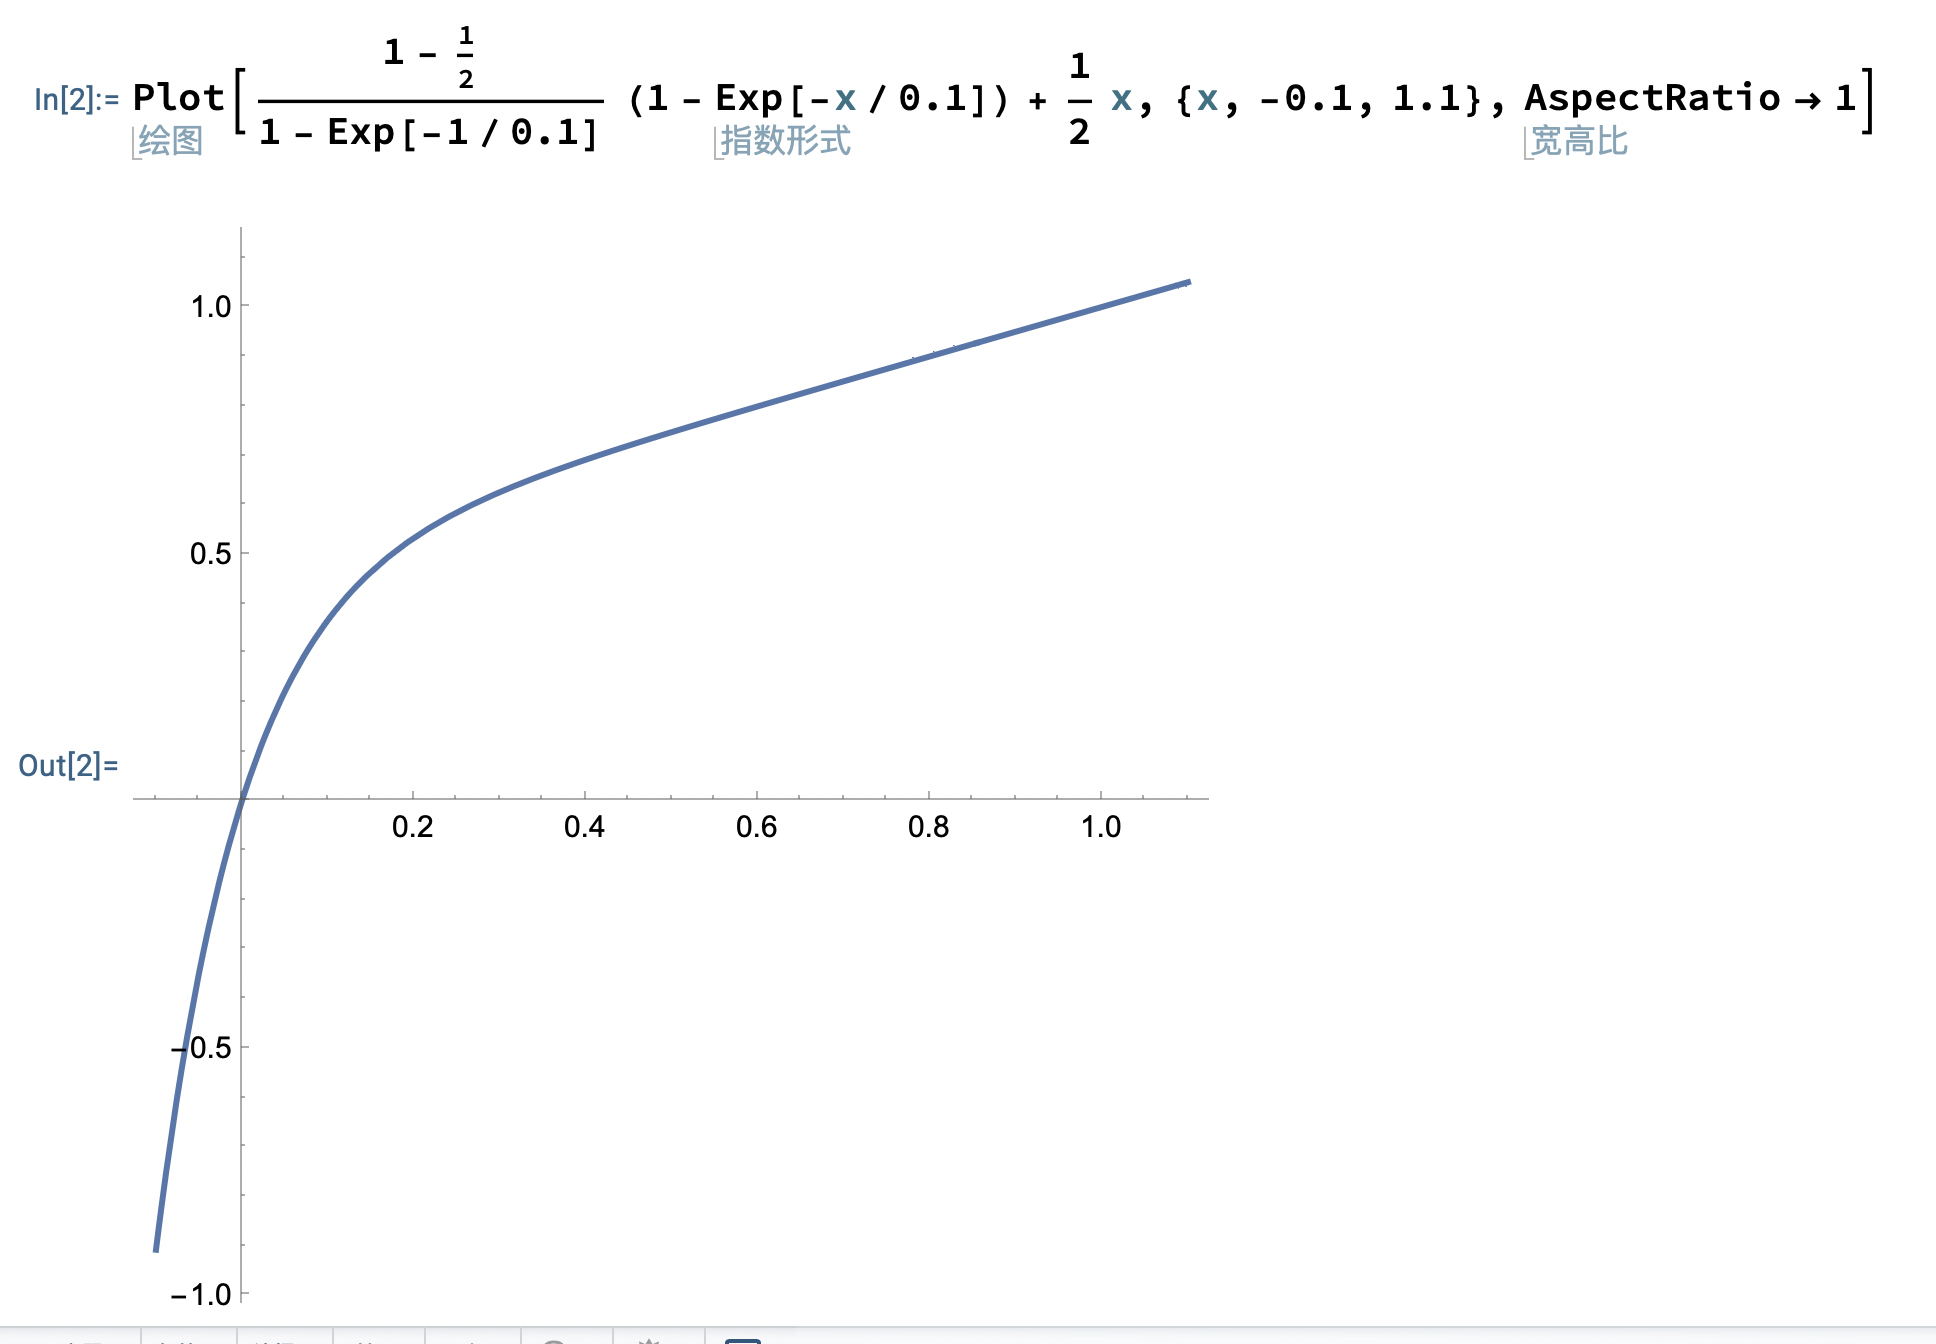 1 - 1/2
In[2]:= Plot[ ――― (1 - Exp[-x / 0.1]) + 1/2 x, {x, -0.1, 1.1}, AspectRatio → 1]
1 - Exp[-1 / 0.1]
绘图 指数形式 宽高比
1.0
0.5
Out[2]=
0.2 0.4 0.6 0.8 1.0
-0.5
-1.0